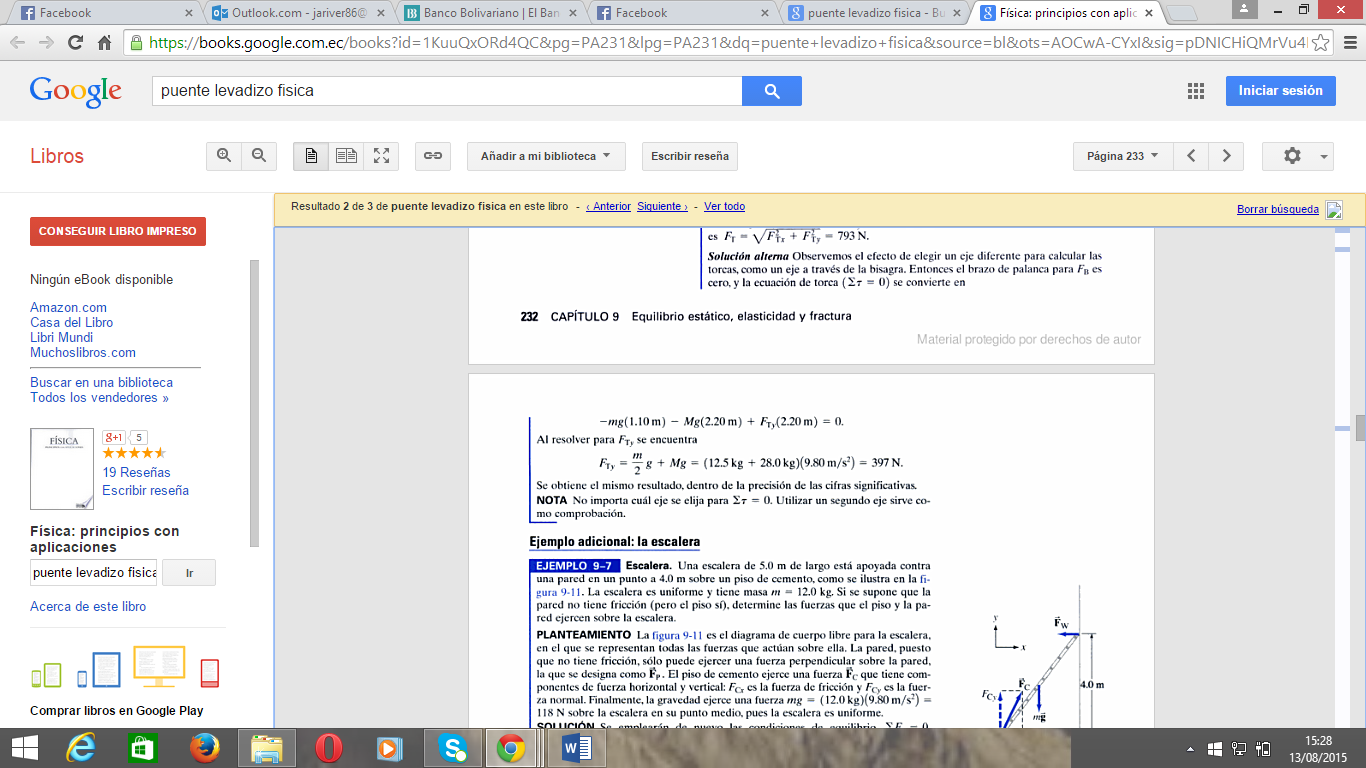 Facebook
Outlook.com - jariver86@
Banco Bolivariano | El Ban
Facebook
puente levadizo fisica - Bu
Física: principios con aplic
https://books.google.com.ec/books?id=1KuuQxORd4QC&pg=PA231&lpg=PA231&dq=puente+levadizo+fisica&source=bl&ots=AOCwA-CYxI&sig=pDNICHiQMrVu4
Google
puente levadizo fisica
Iniciar sesión
Libros
Añadir a mi biblioteca
Escribir reseña
Página 233
Resultado 2 de 3 de puente levadizo fisica en este libro - ‹ Anterior Siguiente › - Ver todo
Borrar búsqueda
CONSEGUIR LIBRO IMPRESO
Ningún eBook disponible
Amazon.com
Casa del Libro
Libri Mundi
Muchoslibros.com
Buscar en una biblioteca
Todos los vendedores »
FÍSICA
g+1 5
19 Reseñas
Escribir reseña
Física: principios con
aplicaciones
puente levadizo fisica
Ir
Acerca de este libro
Comprar libros en Google Play
es F_T = √(F²_Tx + F²_Ty) = 793 N.
Solución alterna Observemos el efecto de elegir un eje diferente para calcular las
torcas, como un eje a través de la bisagra. Entonces el brazo de palanca para F_B es
cero, y la ecuación de torca (Στ = 0) se convierte en
232 CAPÍTULO 9 Equilibrio estático, elasticidad y fractura
Material protegido por derechos de autor
−mg(1.10 m) − Mg(2.20 m) + F_Ty(2.20 m) = 0.
Al resolver para F_Ty se encuentra
F_Ty = m/2 g + Mg = (12.5 kg + 28.0 kg)(9.80 m/s²) = 397 N.
Se obtiene el mismo resultado, dentro de la precisión de las cifras significativas.
NOTA No importa cuál eje se elija para Στ = 0. Utilizar un segundo eje sirve co-
mo comprobación.
Ejemplo adicional: la escalera
EJEMPLO 9–7 Escalera. Una escalera de 5.0 m de largo está apoyada contra
una pared en un punto a 4.0 m sobre un piso de cemento, como se ilustra en la fi-
gura 9-11. La escalera es uniforme y tiene masa m = 12.0 kg. Si se supone que la
pared no tiene fricción (pero el piso sí), determine las fuerzas que el piso y la pa-
red ejercen sobre la escalera.
PLANTEAMIENTO La figura 9-11 es el diagrama de cuerpo libre para la escalera,
en el que se representan todas las fuerzas que actúan sobre ella. La pared, puesto
que no tiene fricción, sólo puede ejercer una fuerza perpendicular sobre la pared,
la que se designa como F⃗_P. El piso de cemento ejerce una fuerza F⃗_C que tiene com-
ponentes de fuerza horizontal y vertical: F_Cx es la fuerza de fricción y F_Cy es la fuer-
za normal. Finalmente, la gravedad ejerce una fuerza mg = (12.0 kg)(9.80 m/s²) =
118 N sobre la escalera en su punto medio, pues la escalera es uniforme.
SOLUCIÓN Se emplearán de nuevo las condiciones de equilibrio, ΣF = 0
y
x
F⃗_W
F⃗_C
F_Cy
mg⃗
4.0 m
15:28
13/08/2015